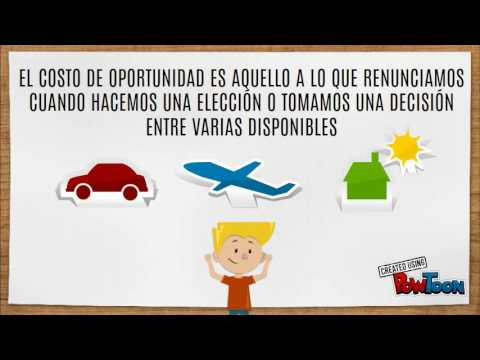 EL COSTO DE OPORTUNIDAD ES AQUELLO A LO QUE RENUNCIAMOS
CUANDO HACEMOS UNA ELECCIÓN O TOMAMOS UNA DECISIÓN
ENTRE VARIAS DISPONIBLES
CREATED USING
POWTOON